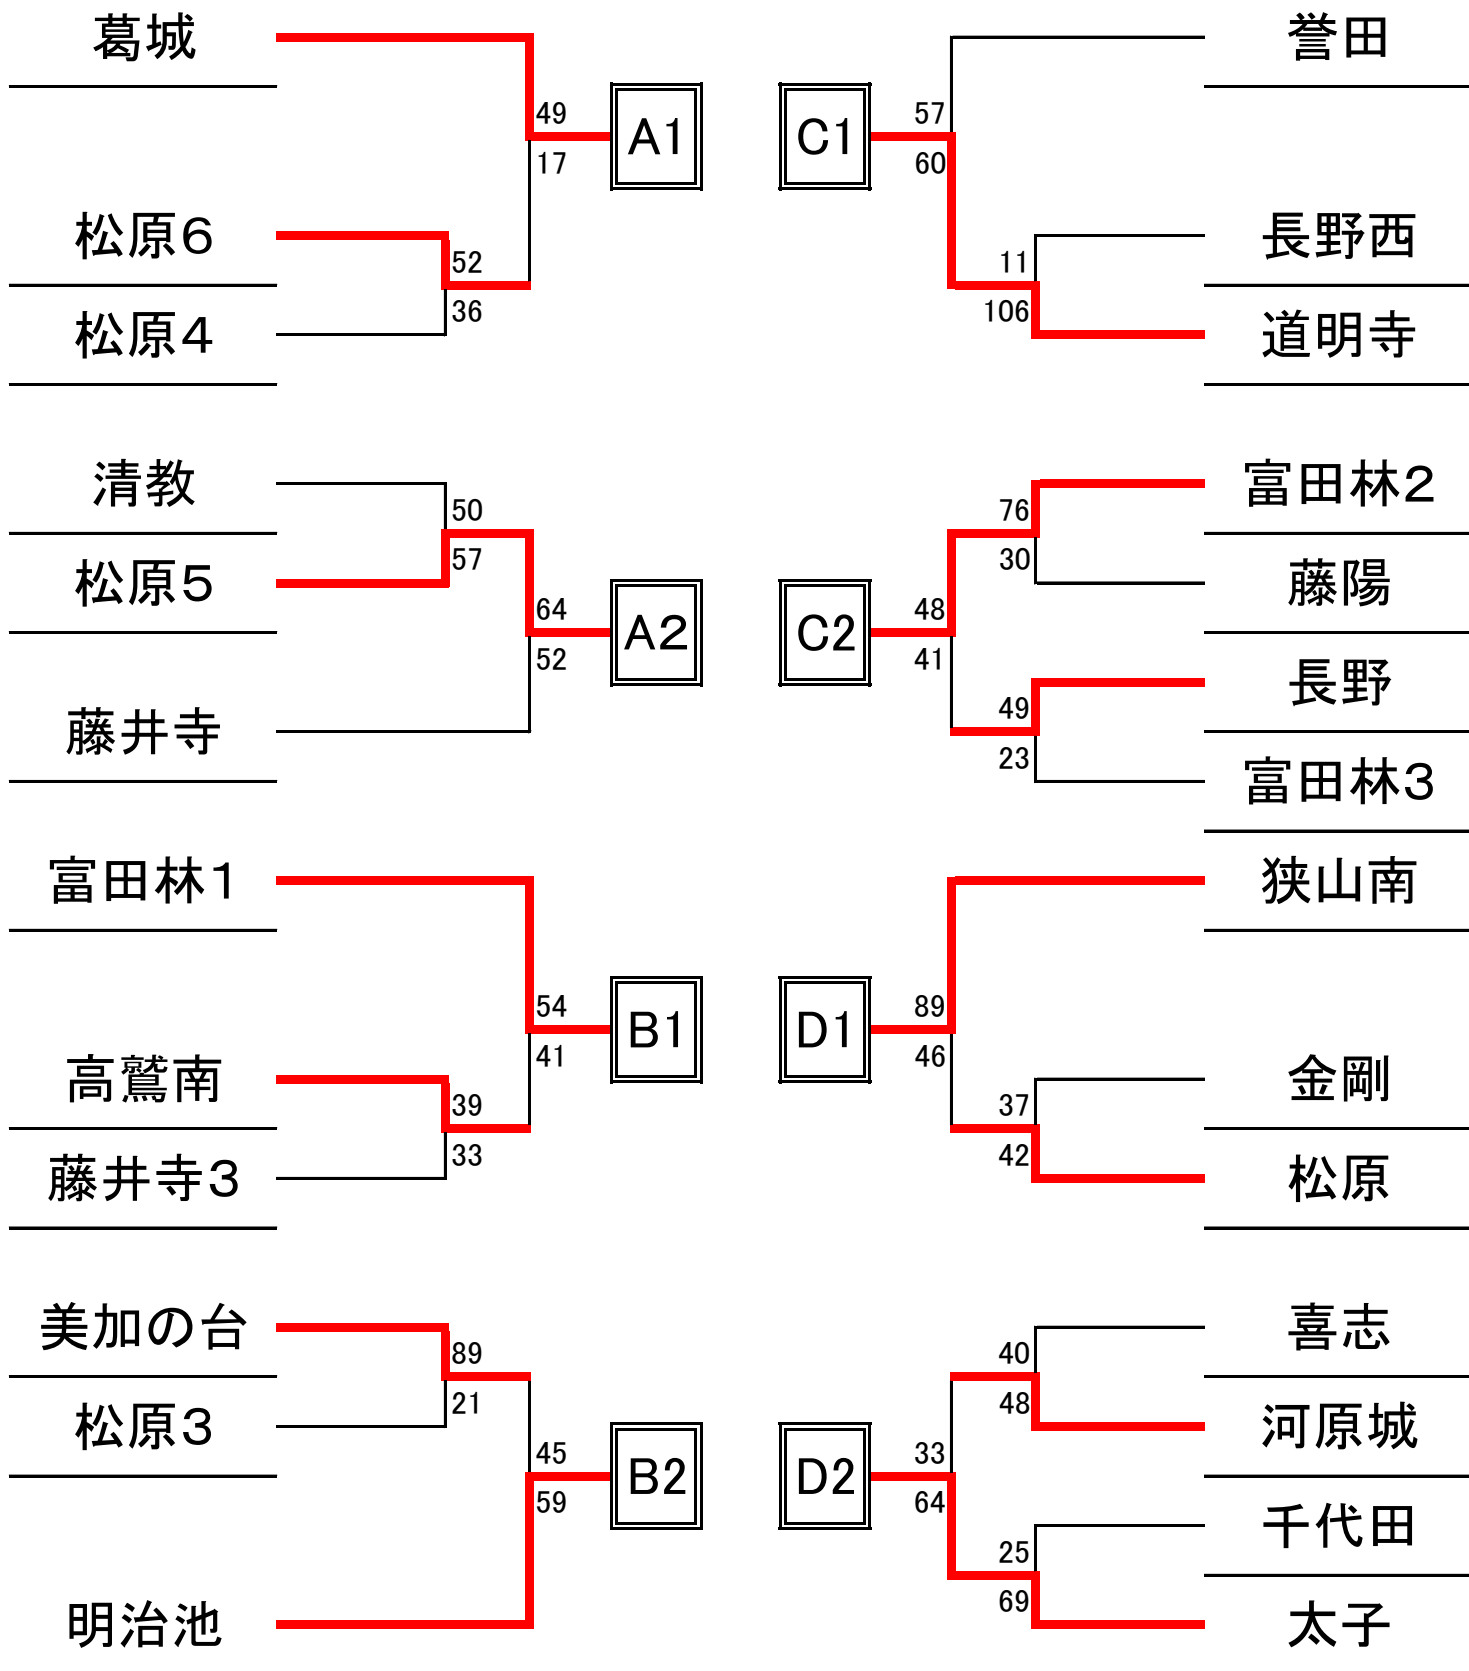 葛城
49
A1
17
松原6
52
36
松原4
清教
50
57
松原5
64
A2
52
藤井寺
富田林1
54
B1
41
高鷲南
39
33
藤井寺3
美加の台
89
21
松原3
45
B2
59
明治池
誉田
57
C1
60
長野西
11
106
道明寺
富田林2
76
30
藤陽
48
C2
41
長野
49
23
富田林3
狭山南
89
D1
46
金剛
37
42
松原
喜志
40
48
河原城
33
D2
64
千代田
25
69
太子